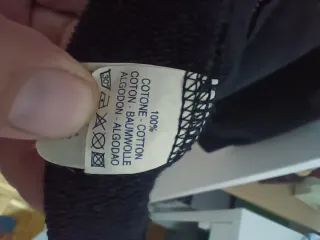 100%
COTONE - COTTON
COTON - BAUMWOLLE
ALGODON - ALGODAO